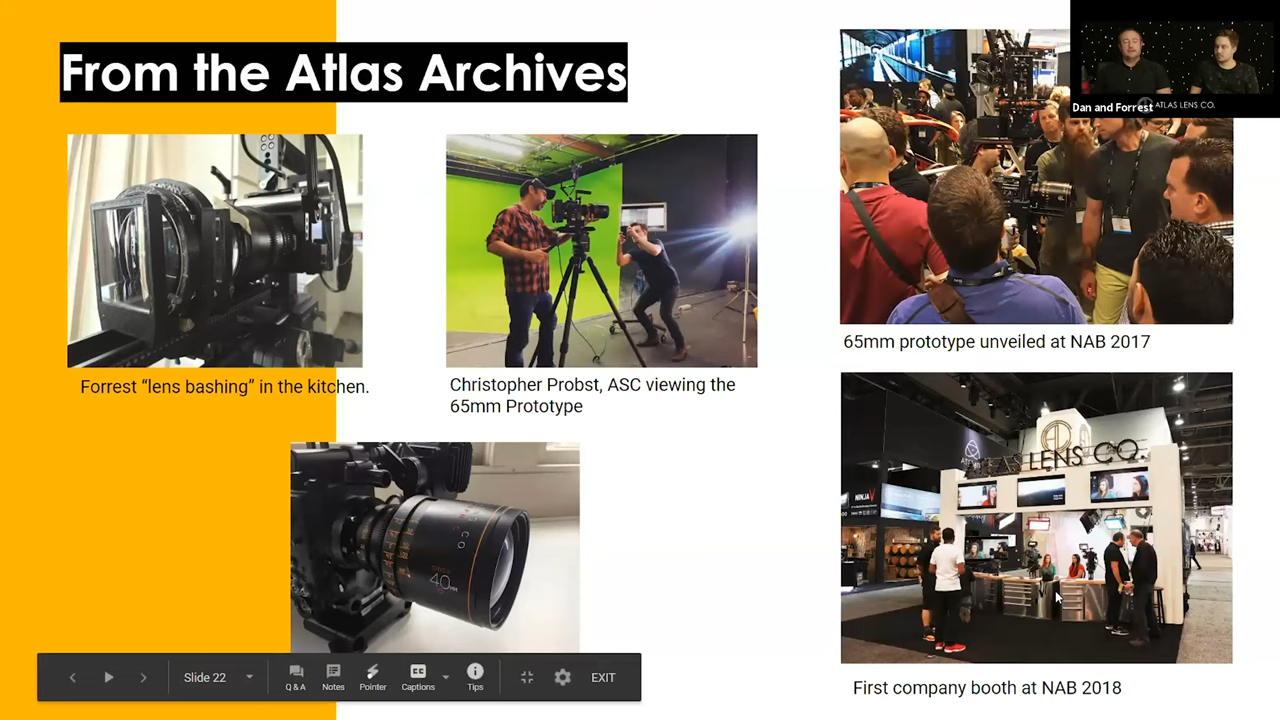 From the Atlas Archives
Dan and Forrest
ATLAS LENS CO.
Forrest “lens bashing” in the kitchen.
Christopher Probst, ASC viewing the
65mm Prototype
65mm prototype unveiled at NAB 2017
ATLAS LENS CO.
NINJA V
40MM
First company booth at NAB 2018
Slide 22
Q & A
Notes
Pointer
Captions
Tips
EXIT